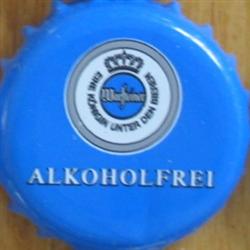 EINE KÖNIGIN UNTER DEN BIEREN
Warsteiner
ALKOHOLFREI